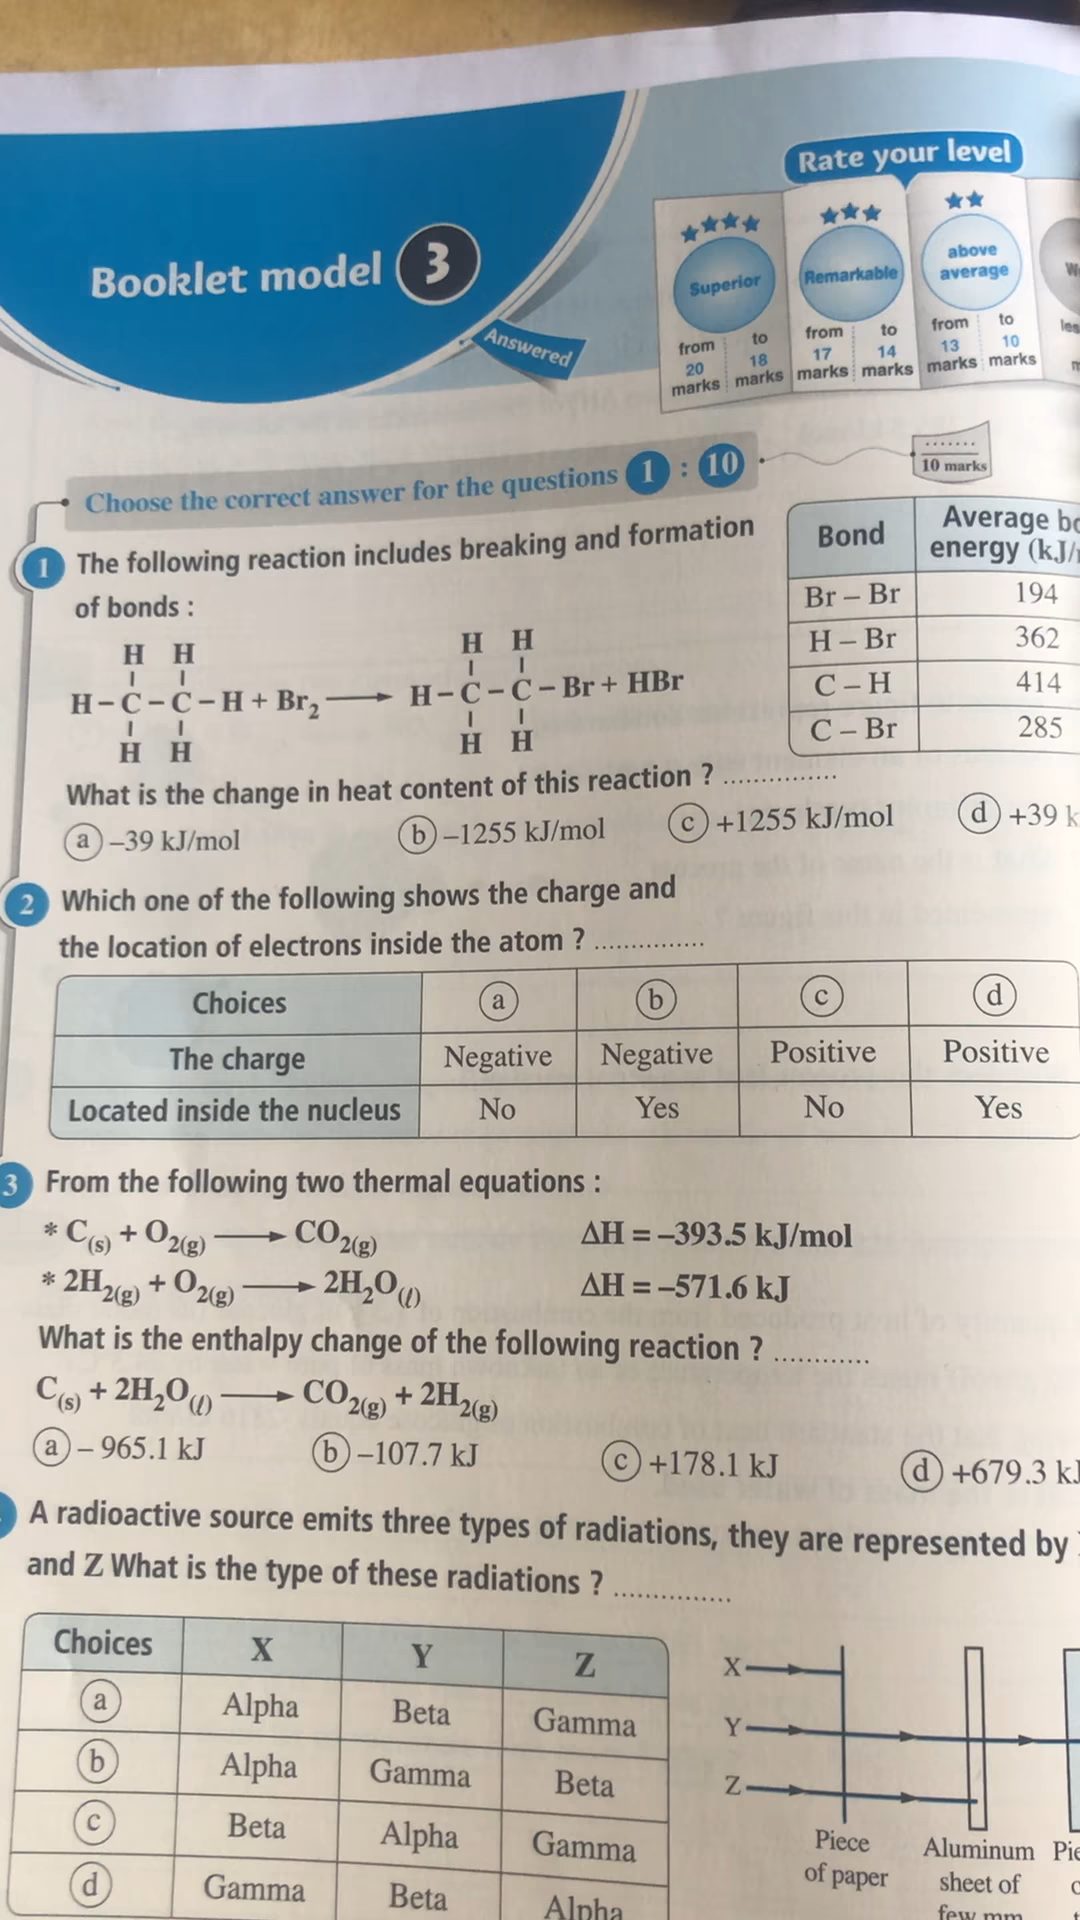 Rate your level
Booklet model 3
Answered
Superior
from 20 marks to 18 marks
Remarkable
from 17 marks to 14 marks
above average
from 13 marks to 10 marks
Choose the correct answer for the questions 1 : 10
.......
10 marks
1 The following reaction includes breaking and formation
of bonds :
H H H H
H – C – C – H + Br₂ ⟶ H – C – C – Br + HBr
H H H H
Bond Average
energy
Br – Br 194
H – Br 362
C – H 414
C – Br 285
What is the change in heat content of this reaction ? ...............
a –39 kJ/mol b –1255 kJ/mol c +1255 kJ/mol d +39
2 Which one of the following shows the charge and
the location of electrons inside the atom ? ...............
Choices a b c d
The charge Negative Negative Positive Positive
Located inside the nucleus No Yes No Yes
3 From the following two thermal equations :
* C(s) + O2(g) ⟶ CO2(g) ΔH = –393.5 kJ/mol
* 2H2(g) + O2(g) ⟶ 2H₂O(ℓ) ΔH = –571.6 kJ
What is the enthalpy change of the following reaction ? ............
C(s) + 2H₂O(ℓ) ⟶ CO2(g) + 2H2(g)
a – 965.1 kJ b –107.7 kJ c +178.1 kJ d +679.3 kJ
A radioactive source emits three types of radiations, they are represented by
and Z What is the type of these radiations ? ...............
Choices X Y Z
a Alpha Beta Gamma
b Alpha Gamma Beta
c Beta Alpha Gamma
d Gamma Beta Alpha
X
Y
Z
Piece
of paper
Aluminum
sheet of
few mm